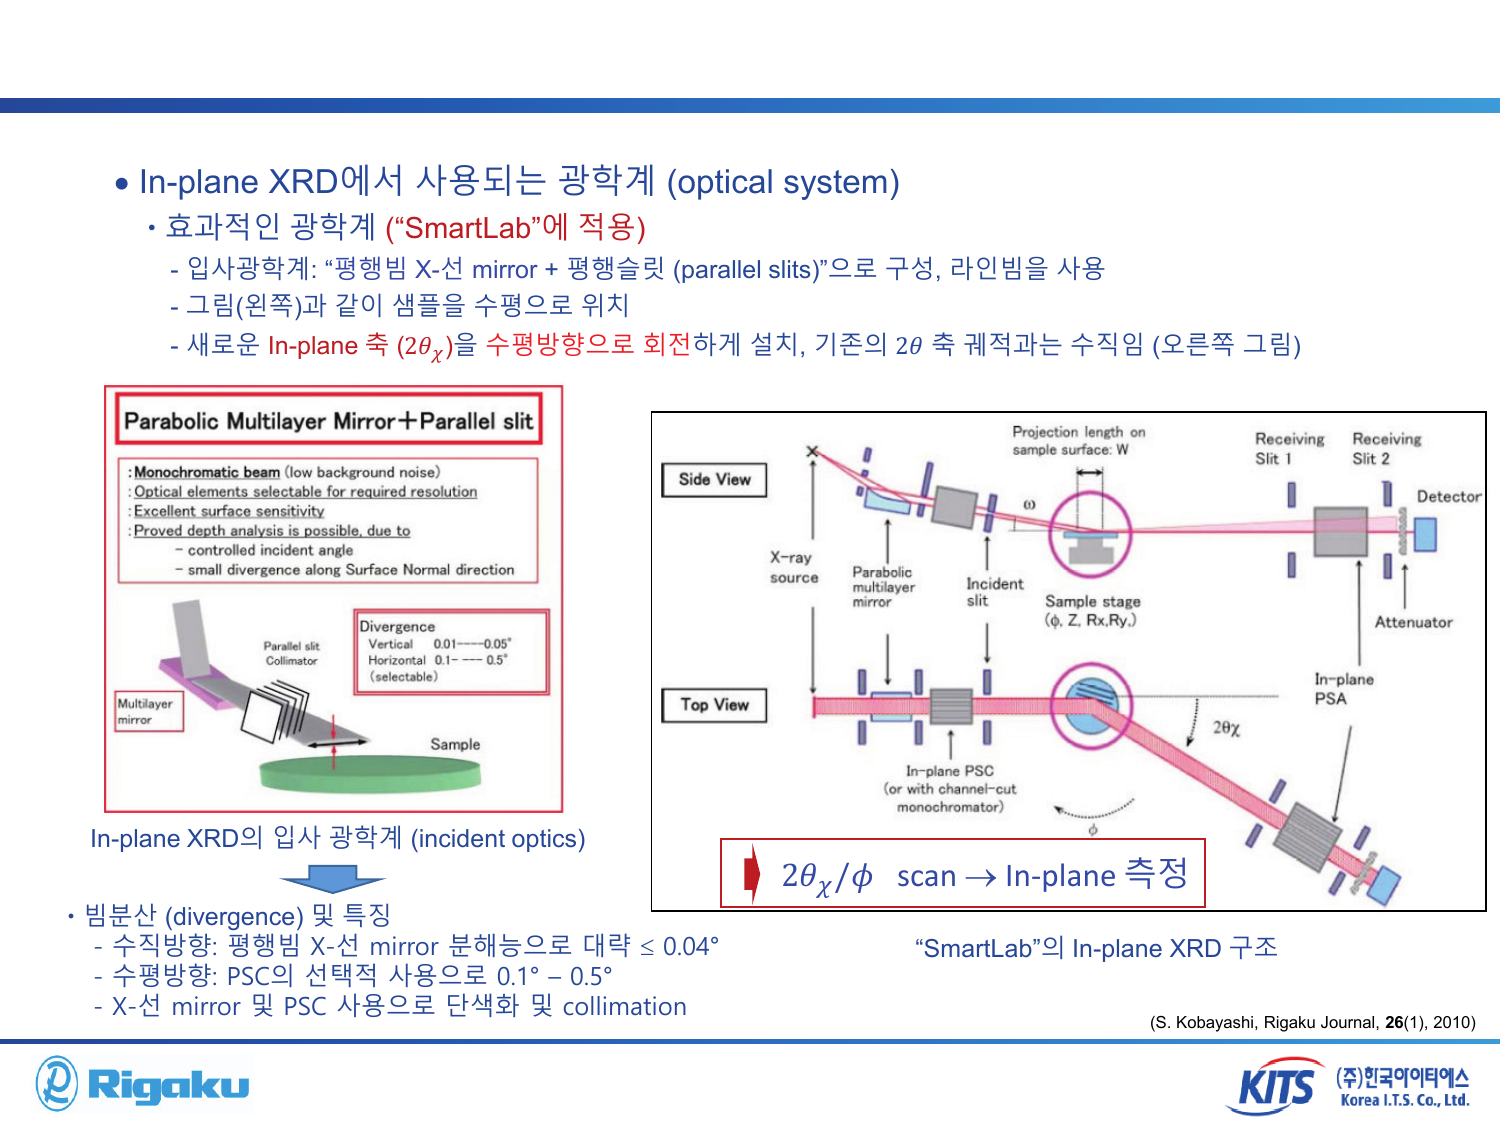 ● In-plane XRD에서 사용되는 광학계 (optical system)
• 효과적인 광학계 (“SmartLab”에 적용)
- 입사광학계: “평행빔 X-선 mirror + 평행슬릿 (parallel slits)”으로 구성, 라인빔을 사용
- 그림(왼쪽)과 같이 샘플을 수평으로 위치
- 새로운 In-plane 축 (2θχ)을 수평방향으로 회전하게 설치, 기존의 2θ 축 궤적과는 수직임 (오른쪽 그림)
Parabolic Multilayer Mirror＋Parallel slit
:Monochromatic beam (low background noise)
:Optical elements selectable for required resolution
:Excellent surface sensitivity
:Proved depth analysis is possible, due to
− controlled incident angle
− small divergence along Surface Normal direction
Divergence
Vertical 0.01----0.05°
Horizontal 0.1- --- 0.5°
(selectable)
Parallel slit
Collimator
Multilayer
mirror
Sample
In-plane XRD의 입사 광학계 (incident optics)
• 빔분산 (divergence) 및 특징
- 수직방향: 평행빔 X-선 mirror 분해능으로 대략 ≤ 0.04°
- 수평방향: PSC의 선택적 사용으로 0.1° – 0.5°
- X-선 mirror 및 PSC 사용으로 단색화 및 collimation
Side View
X-ray
source
Parabolic
multilayer
mirror
Incident
slit
ω
Projection length on
sample surface: W
Sample stage
(ϕ, Z, Rx,Ry,)
Receiving
Slit 1
Receiving
Slit 2
Detector
Attenuator
In-plane
PSA
Top View
2θχ
In-plane PSC
(or with channel-cut
monochromator)
ϕ
2θχ/ϕ scan → In-plane 측정
“SmartLab”의 In-plane XRD 구조
(S. Kobayashi, Rigaku Journal, 26(1), 2010)
Rigaku
KITS
(주)한국아이티에스
Korea I.T.S. Co., Ltd.